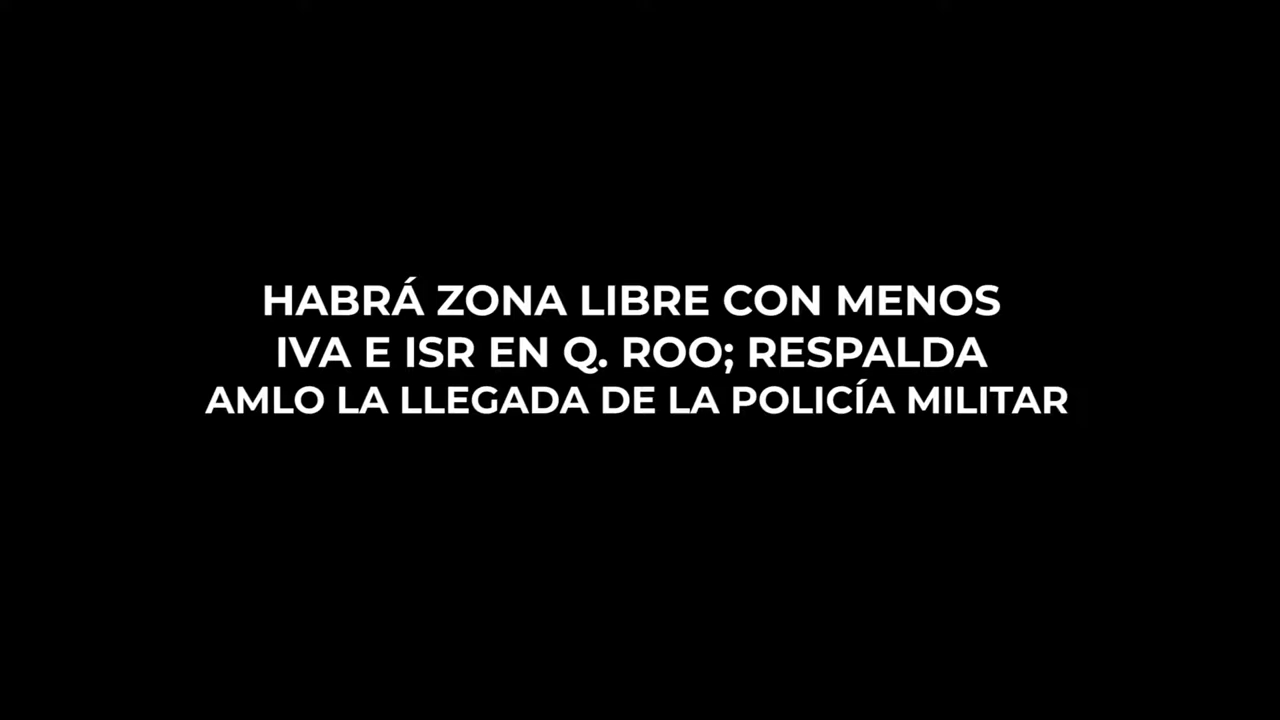 HABRÁ ZONA LIBRE CON MENOS
IVA E ISR EN Q. ROO; RESPALDA
AMLO LA LLEGADA DE LA POLICÍA MILITAR